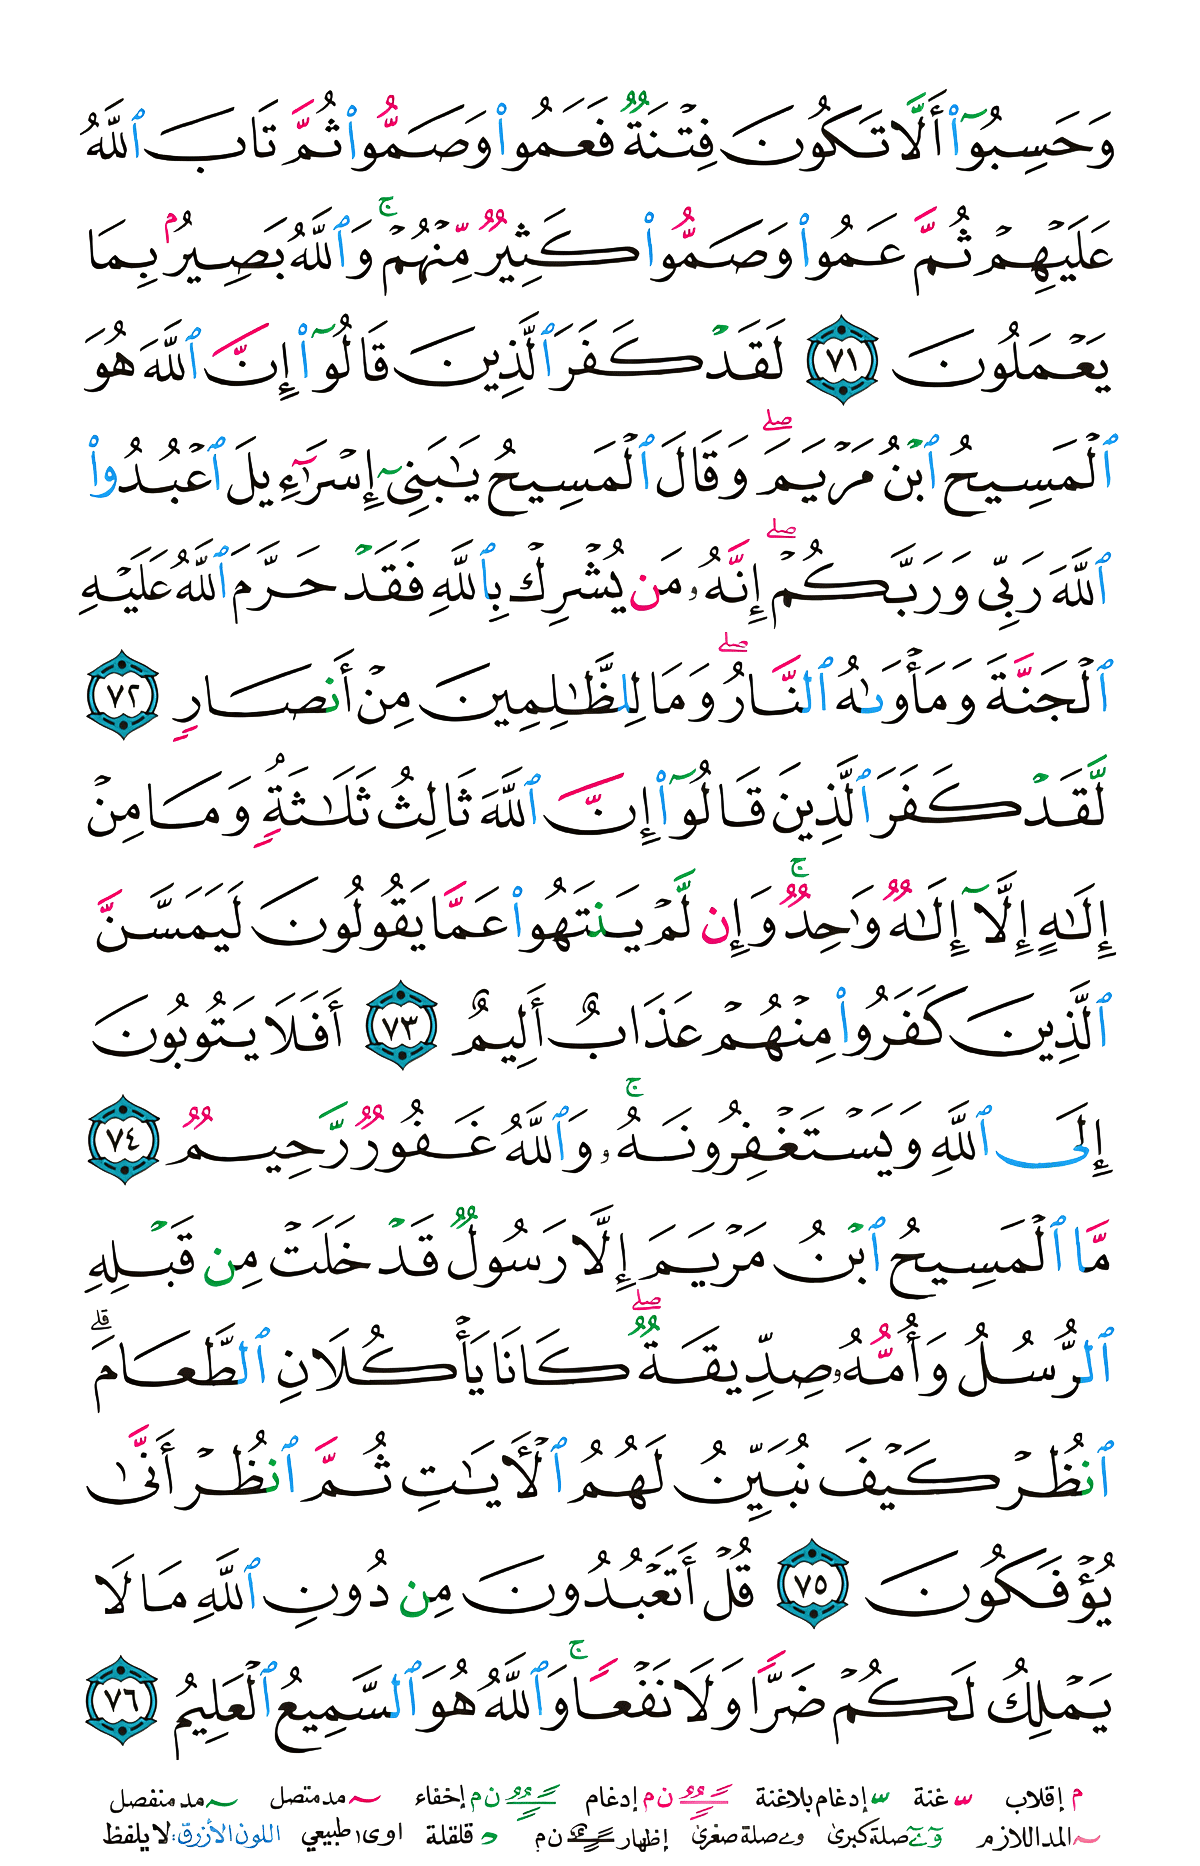 وَحَسِبُوٓا۟ أَلَّا تَكُونَ فِتْنَةٌ فَعَمُوا۟ وَصَمُّوا۟ ثُمَّ تَابَ ٱللَّهُ
عَلَيْهِمْ ثُمَّ عَمُوا۟ وَصَمُّوا۟ كَثِيرٌ مِّنْهُمْ ۚ وَٱللَّهُ بَصِيرٌۢ بِمَا
يَعْمَلُونَ ٧١ لَقَدْ كَفَرَ ٱلَّذِينَ قَالُوٓا۟ إِنَّ ٱللَّهَ هُوَ
ٱلْمَسِيحُ ٱبْنُ مَرْيَمَ ۖ وَقَالَ ٱلْمَسِيحُ يَـٰبَنِىٓ إِسْرَٰٓءِيلَ ٱعْبُدُوا۟
ٱللَّهَ رَبِّى وَرَبَّكُمْ ۖ إِنَّهُۥ مَن يُشْرِكْ بِٱللَّهِ فَقَدْ حَرَّمَ ٱللَّهُ عَلَيْهِ
ٱلْجَنَّةَ وَمَأْوَىٰهُ ٱلنَّارُ ۖ وَمَا لِلظَّـٰلِمِينَ مِنْ أَنصَارٍ ٧٢
لَّقَدْ كَفَرَ ٱلَّذِينَ قَالُوٓا۟ إِنَّ ٱللَّهَ ثَالِثُ ثَلَـٰثَةٍ ۘ وَمَا مِنْ
إِلَـٰهٍ إِلَّآ إِلَـٰهٌ وَٰحِدٌ ۚ وَإِن لَّمْ يَنتَهُوا۟ عَمَّا يَقُولُونَ لَيَمَسَّنَّ
ٱلَّذِينَ كَفَرُوا۟ مِنْهُمْ عَذَابٌ أَلِيمٌ ٧٣ أَفَلَا يَتُوبُونَ
إِلَى ٱللَّهِ وَيَسْتَغْفِرُونَهُۥ ۚ وَٱللَّهُ غَفُورٌ رَّحِيمٌ ٧٤
مَّا ٱلْمَسِيحُ ٱبْنُ مَرْيَمَ إِلَّا رَسُولٌ قَدْ خَلَتْ مِن قَبْلِهِ
ٱلرُّسُلُ وَأُمُّهُۥ صِدِّيقَةٌ ۖ كَانَا يَأْكُلَانِ ٱلطَّعَامَ ۗ
ٱنظُرْ كَيْفَ نُبَيِّنُ لَهُمُ ٱلْـَٔايَـٰتِ ثُمَّ ٱنظُرْ أَنَّىٰ
يُؤْفَكُونَ ٧٥ قُلْ أَتَعْبُدُونَ مِن دُونِ ٱللَّهِ مَا لَا
يَمْلِكُ لَكُمْ ضَرًّا وَلَا نَفْعًا ۚ وَٱللَّهُ هُوَ ٱلسَّمِيعُ ٱلْعَلِيمُ ٧٦
م إقلاب غنة إدغام بلا غنة ن م إدغام ن م إخفاء مد متصل مد منفصل
المد اللازم صلة كبرى وے صلة صغرى إظهار ن م قلقلة اوى ا طبيعي اللون الأزرق: لا يلفظ